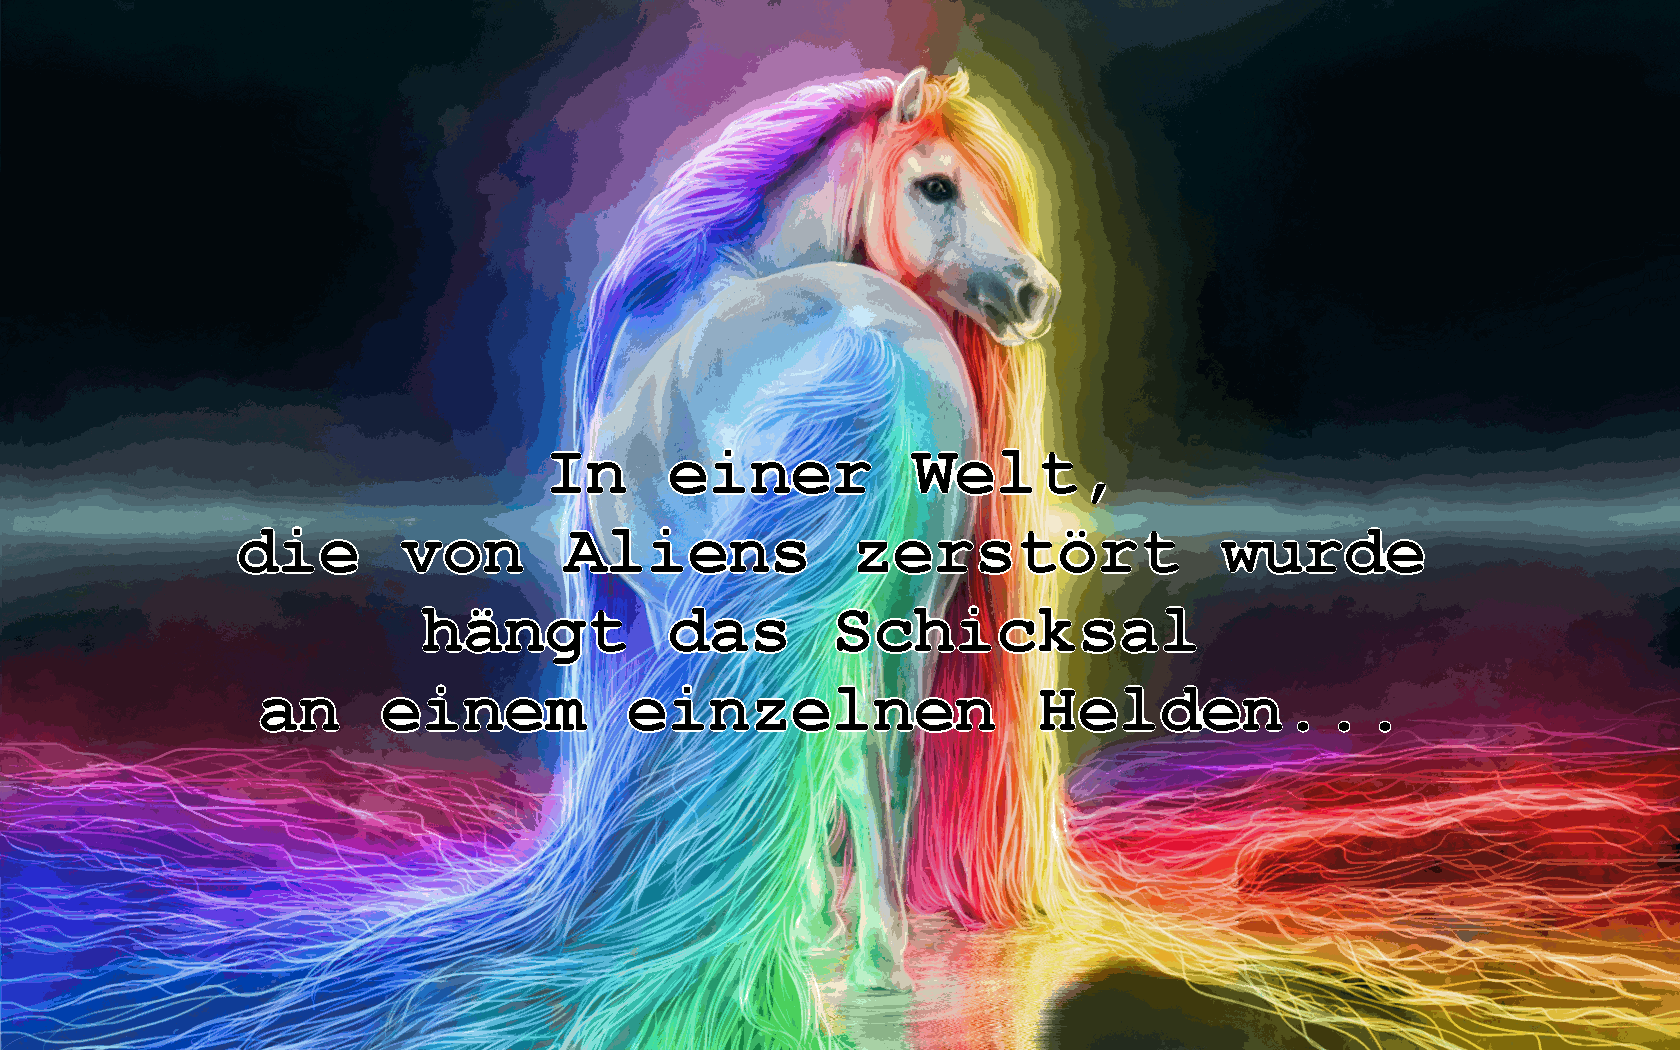 In einer Welt,
die von Aliens zerstört wurde
hängt das Schicksal
an einem einzelnen Helden...